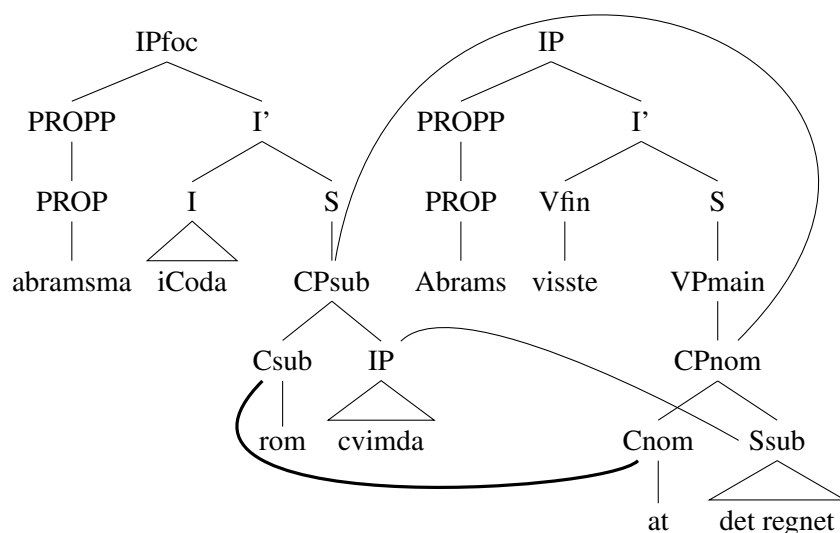 IPfoc IP
PROPP I' PROPP I'
PROP I S PROP Vfin S
abramsma iCoda CPsub Abrams visste VPmain
Csub IP CPnom
rom cvimda Cnom Ssub
at det regnet